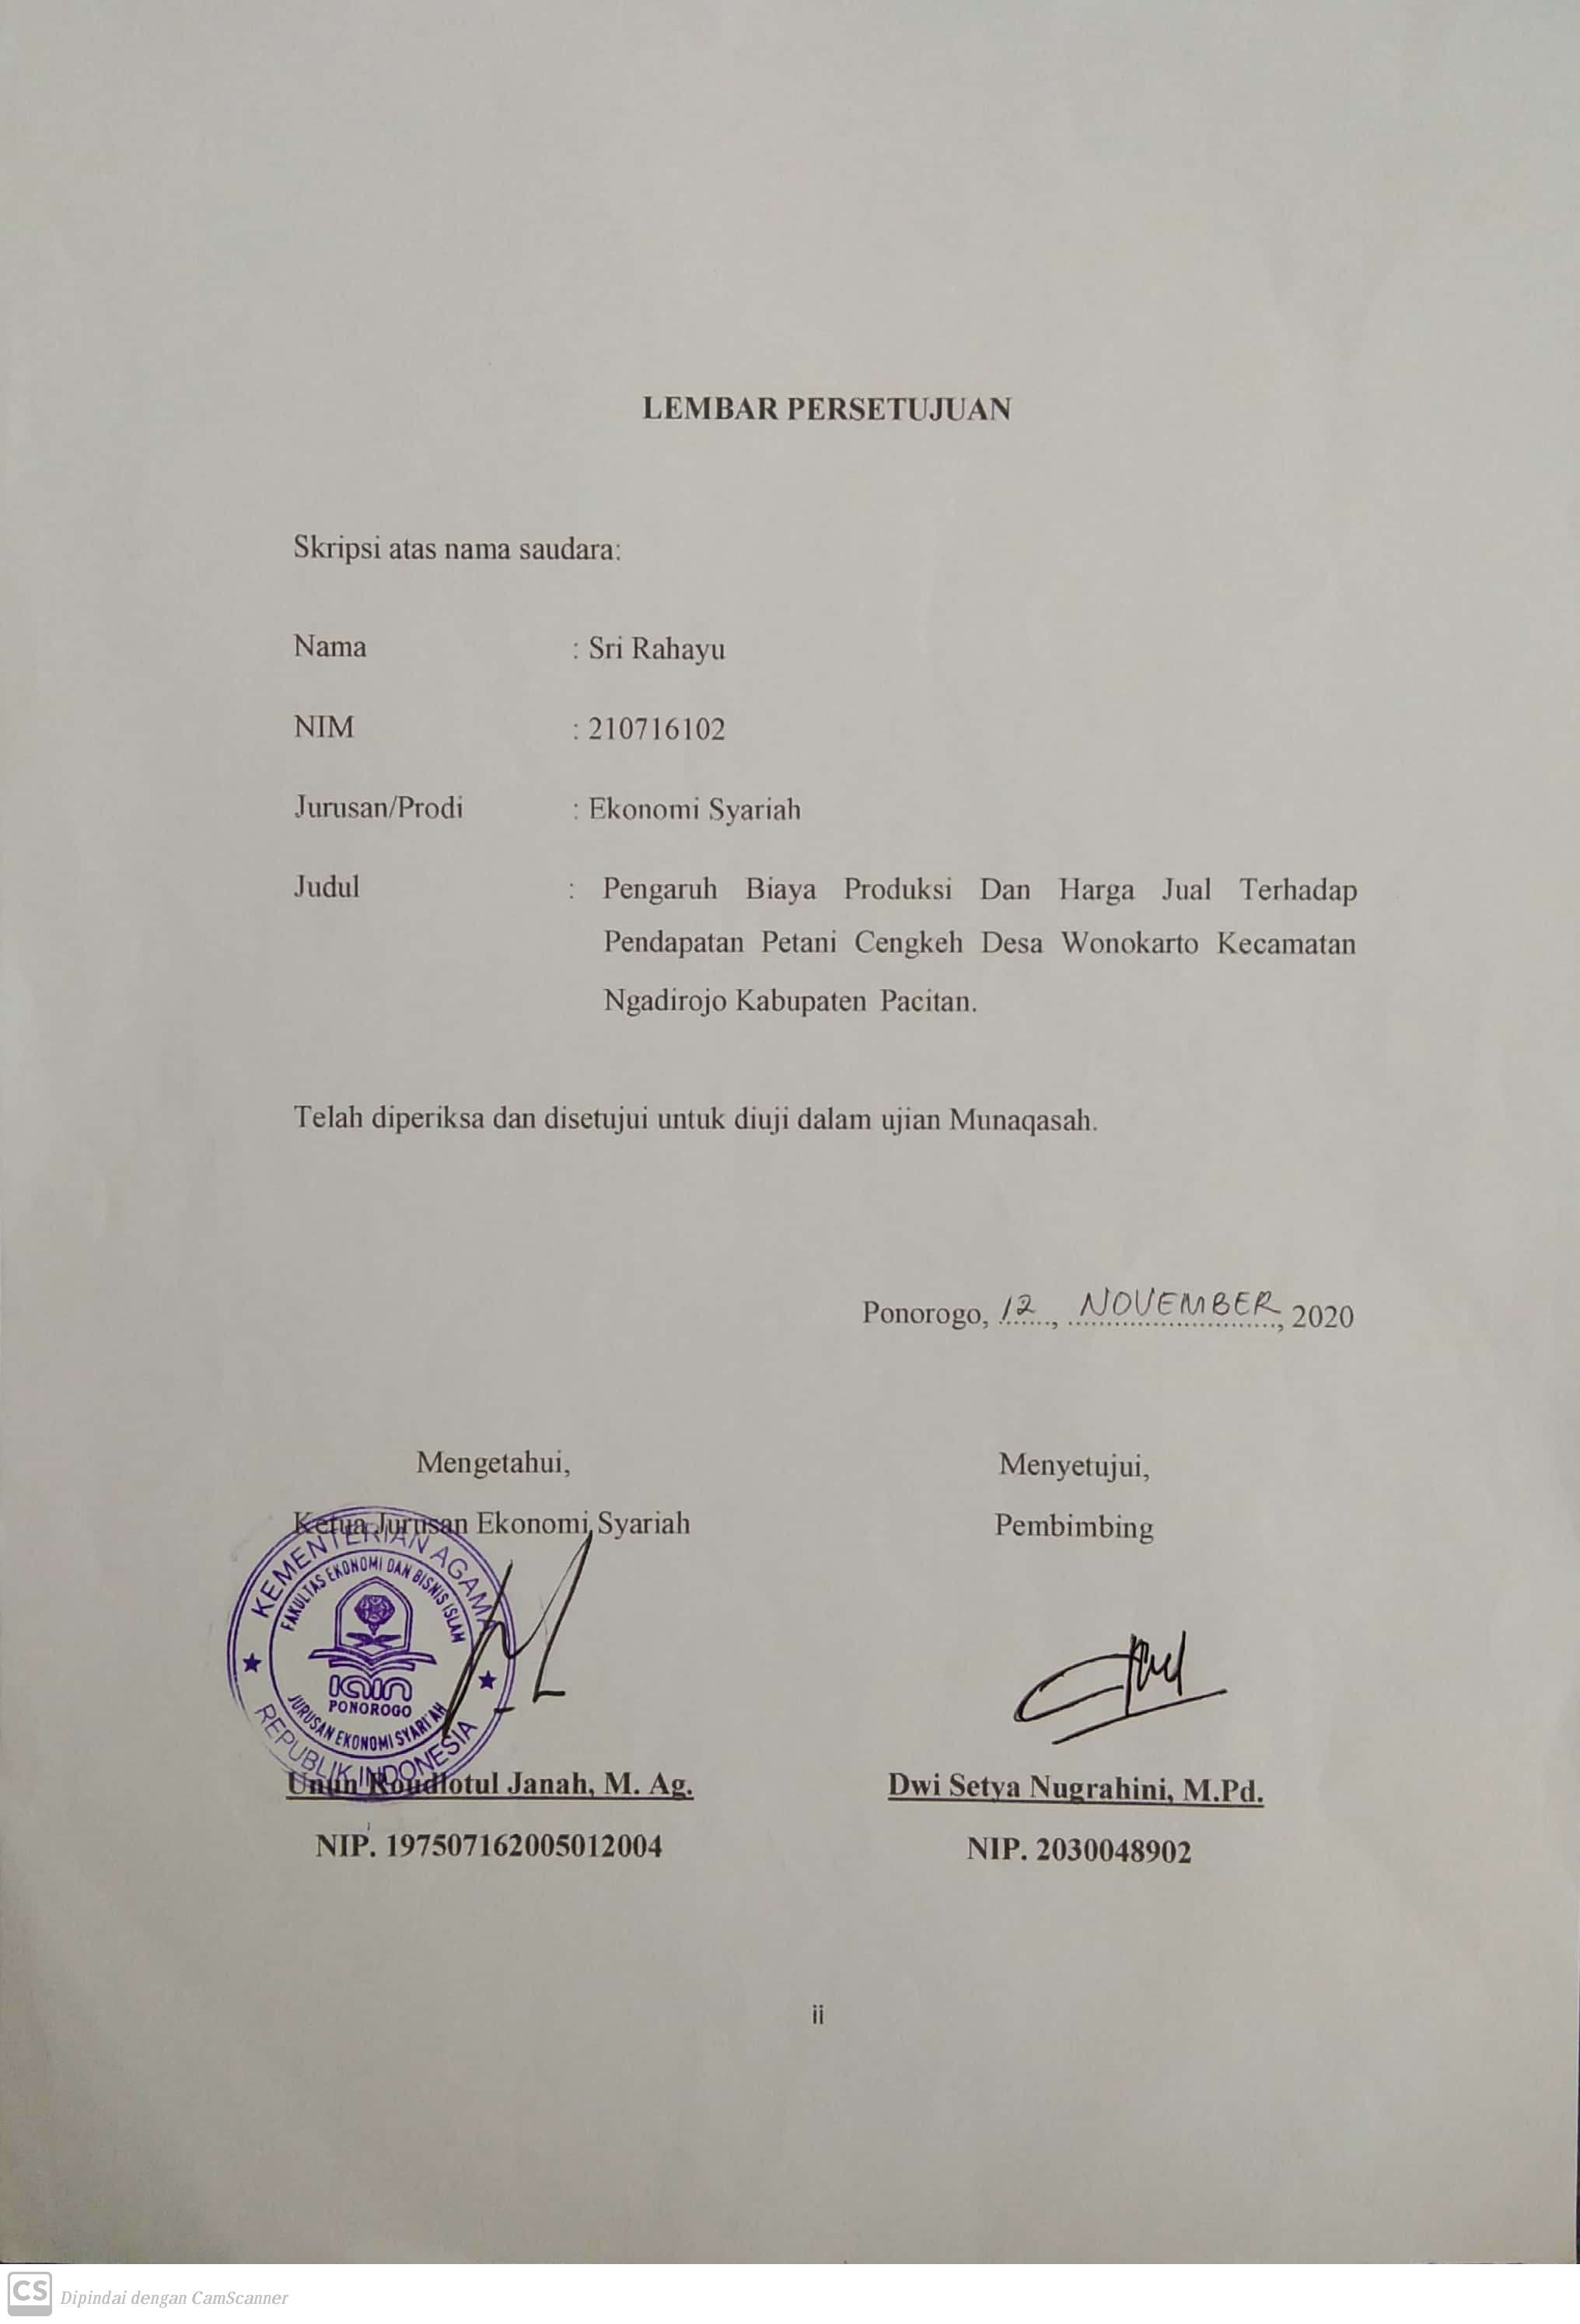 LEMBAR PERSETUJUAN
Skripsi atas nama saudara:
Nama : Sri Rahayu
NIM : 210716102
Jurusan/Prodi : Ekonomi Syariah
Judul : Pengaruh Biaya Produksi Dan Harga Jual Terhadap
Pendapatan Petani Cengkeh Desa Wonokarto Kecamatan
Ngadirojo Kabupaten Pacitan.
Telah diperiksa dan disetujui untuk diuji dalam ujian Munaqasah.
Ponorogo, 12, NOVEMBER, 2020
Mengetahui, Menyetujui,
Ketua Jurusan Ekonomi Syariah Pembimbing
KEMENTERIAN AGAMA
FAKULTAS EKONOMI DAN BISNIS ISLAM
IAIN
PONOROGO
JURUSAN EKONOMI SYARI'AH
REPUBLIK INDONESIA
Unun Roudlotul Janah, M. Ag. Dwi Setya Nugrahini, M.Pd.
NIP. 197507162005012004 NIP. 2030048902
ii
CS Dipindai dengan CamScanner